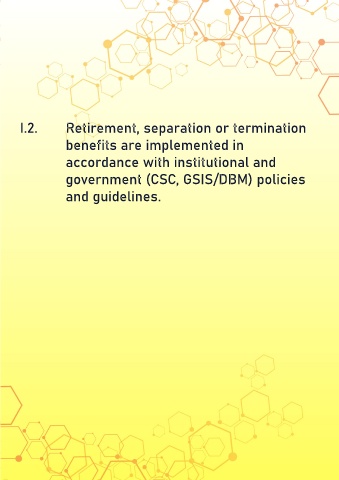 I.2. Retirement, separation or termination
benefits are implemented in
accordance with institutional and
government (CSC, GSIS/DBM) policies
and guidelines.